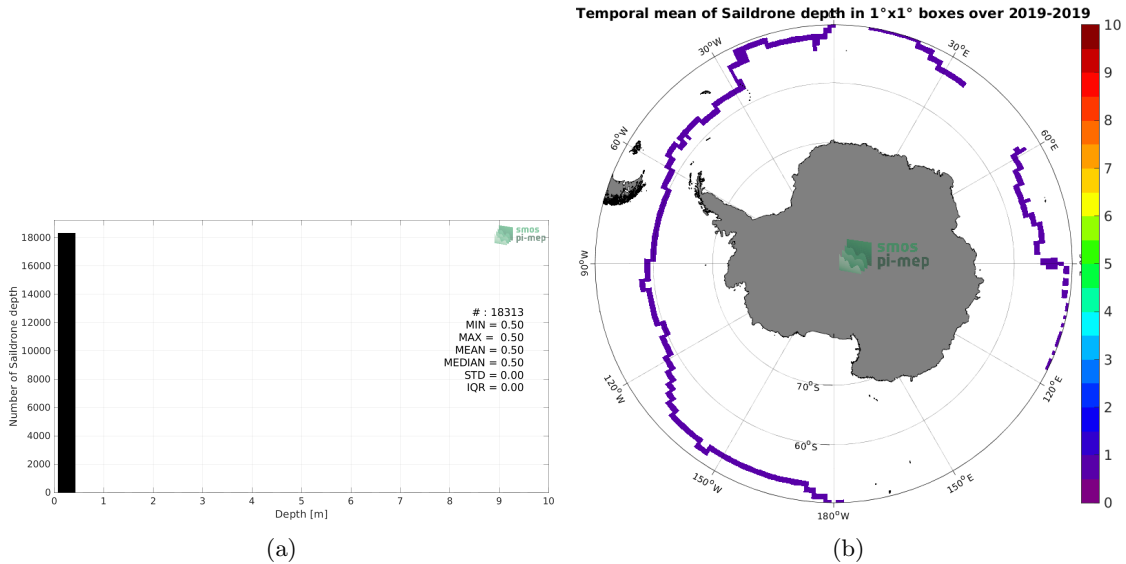 18000
16000
14000
12000
10000
8000
6000
4000
2000
0
Number of Saildrone depth
smos
pi-mep
# : 18313
MIN = 0.50
MAX = 0.50
MEAN = 0.50
MEDIAN = 0.50
STD = 0.00
IQR = 0.00
0 1 2 3 4 5 6 7 8 9 10
Depth [m]
(a)
Temporal mean of Saildrone depth in 1°x1° boxes over 2019-2019
30°W
30°E
60°W
60°E
90°W
120°W
120°E
150°W
150°E
180°W
70°S
60°S
smos
pi-mep
10
9
8
7
6
5
4
3
2
1
0
(b)